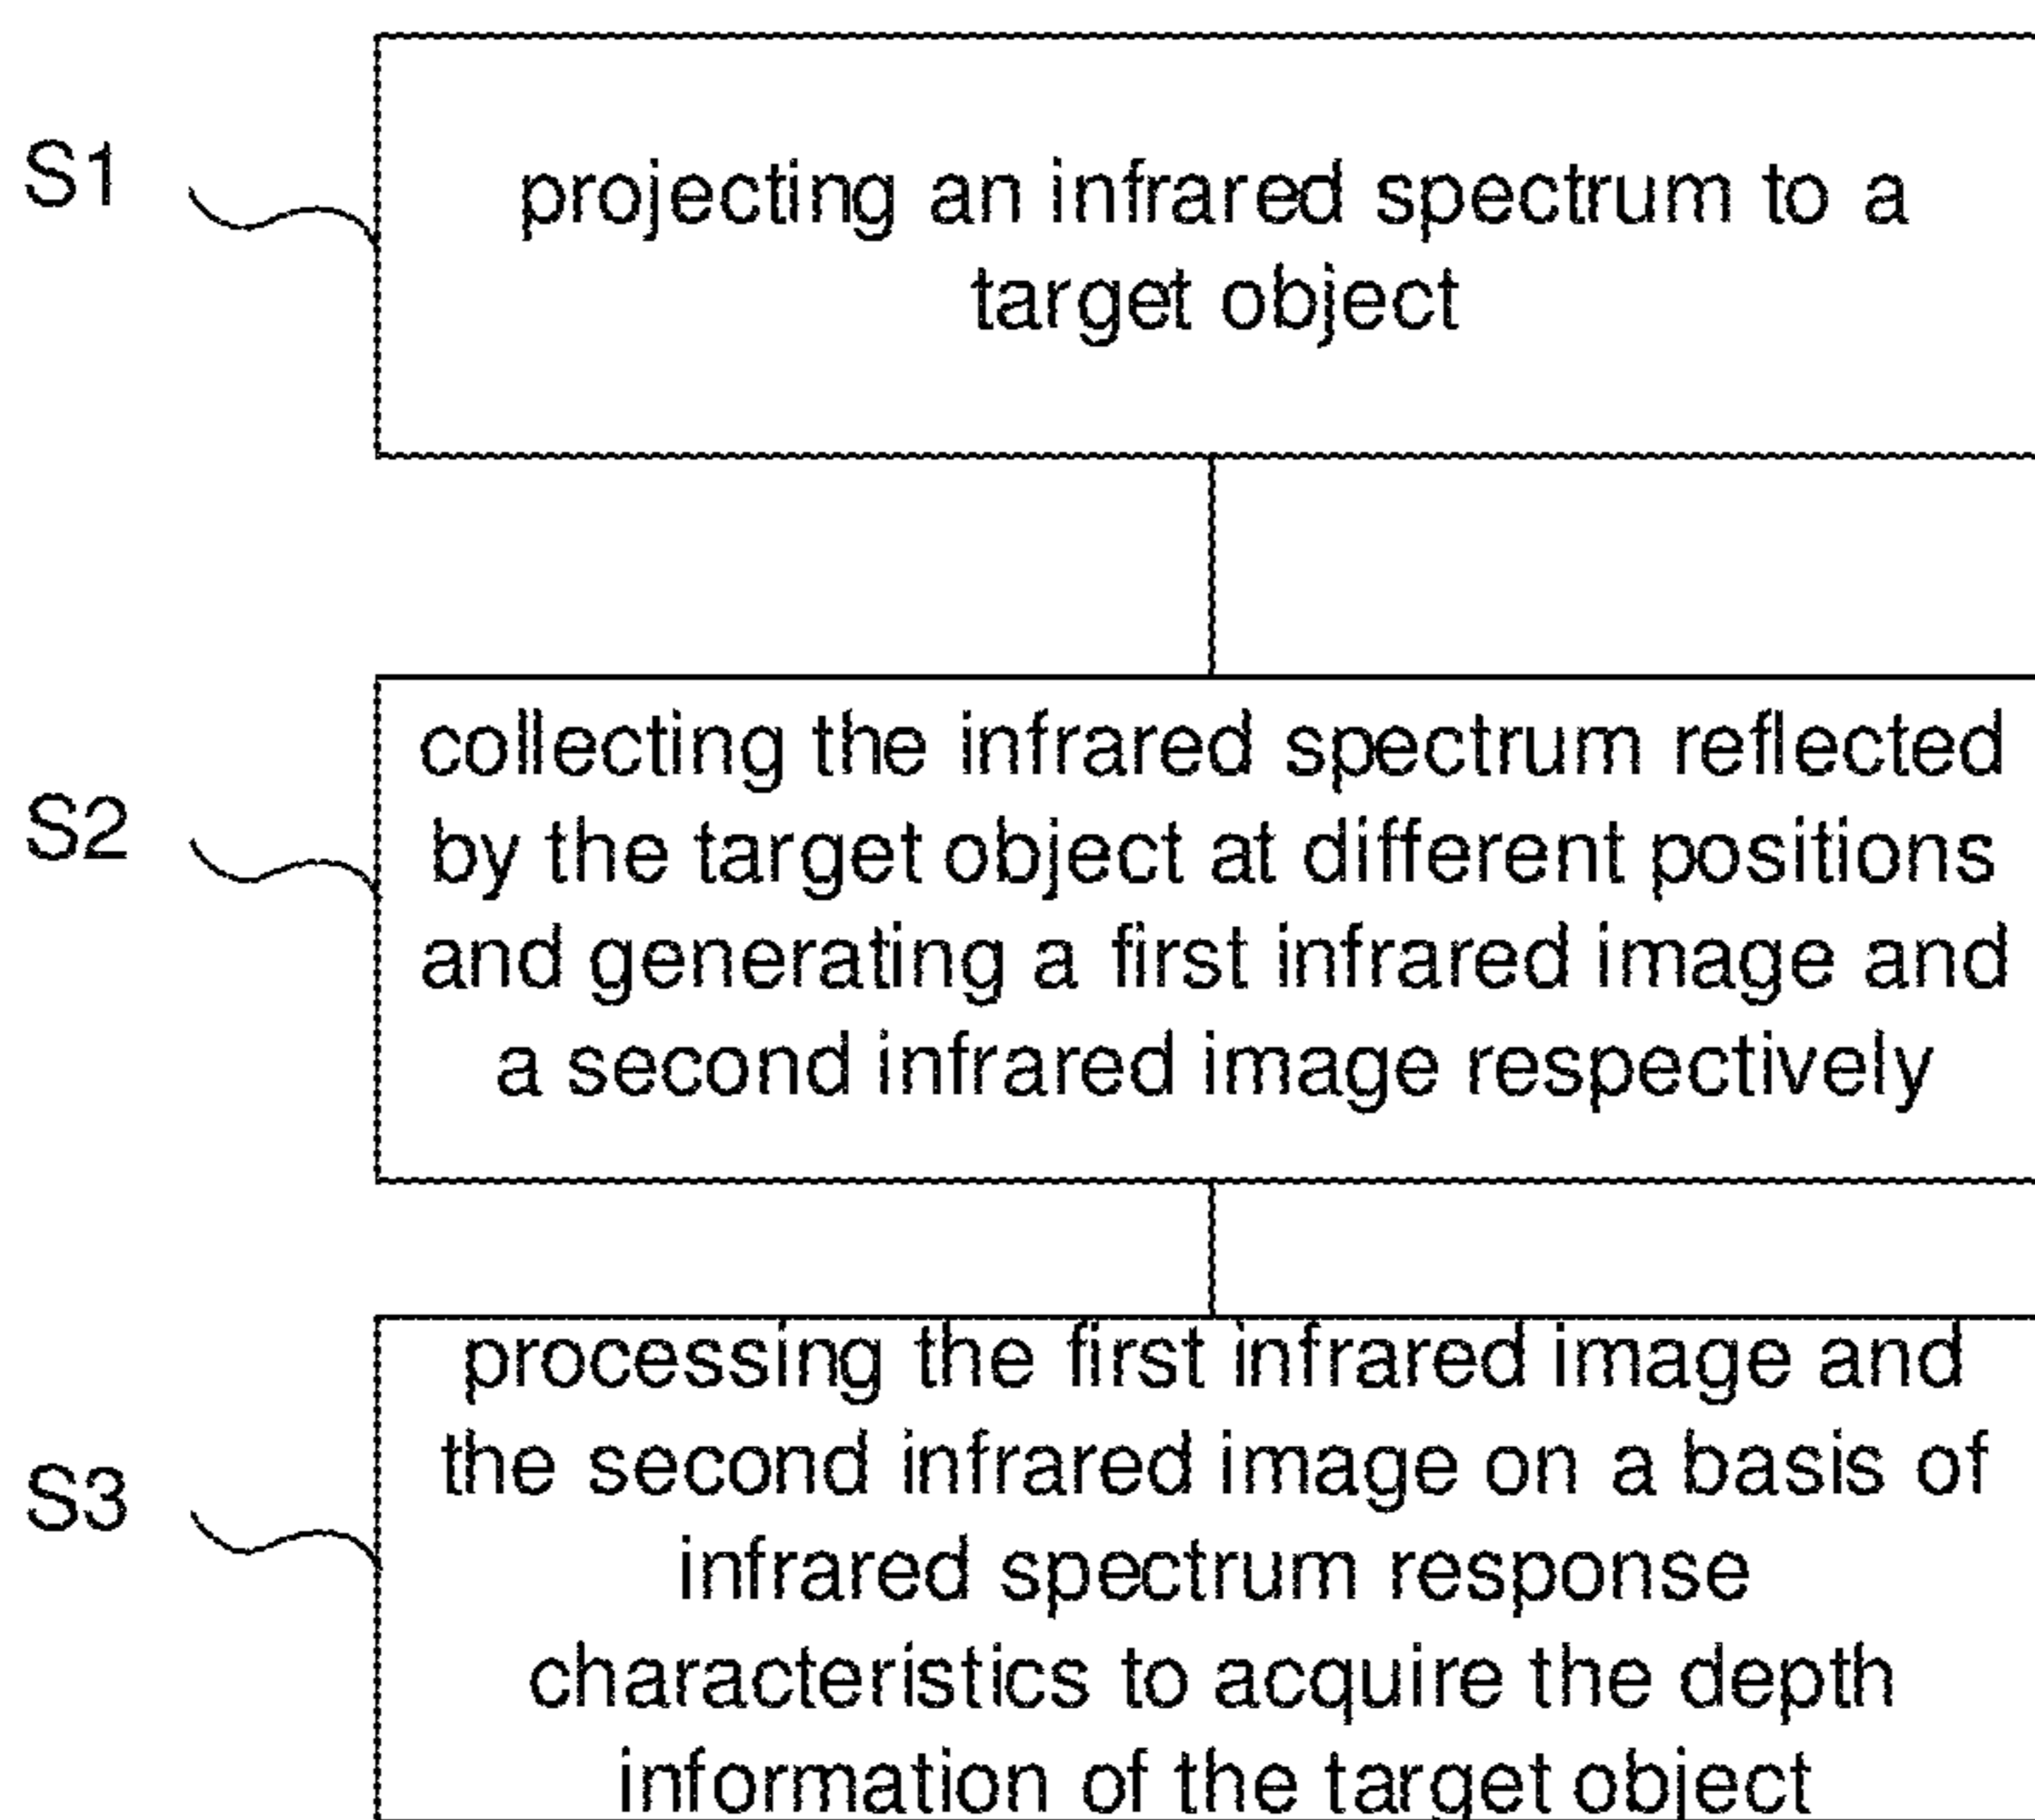 S1
projecting an infrared spectrum to a
target object
S2
collecting the infrared spectrum reflected
by the target object at different positions
and generating a first infrared image and
a second infrared image respectively
S3
processing the first infrared image and
the second infrared image on a basis of
infrared spectrum response
characteristics to acquire the depth
information of the target object